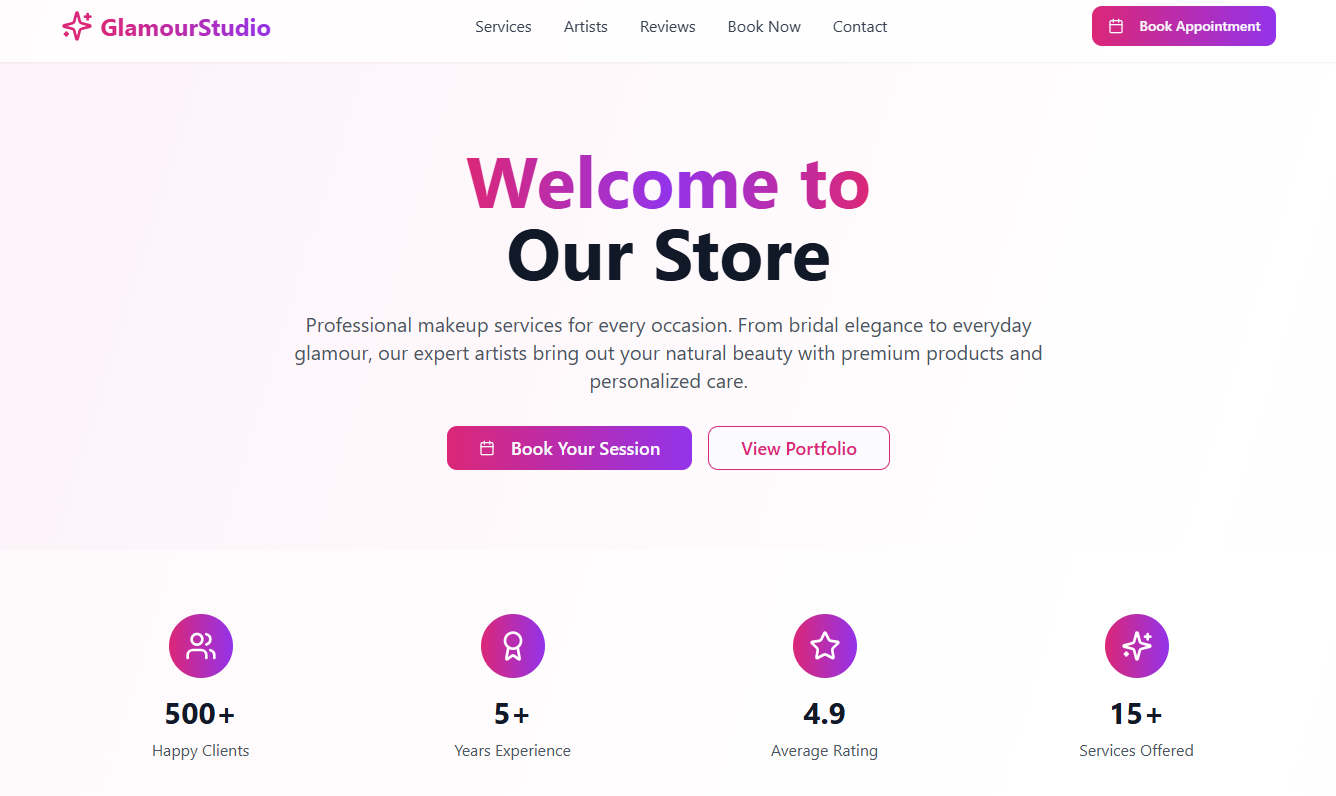 GlamourStudio
Services
Artists
Reviews
Book Now
Contact
Book Appointment
Welcome to
Our Store
Professional makeup services for every occasion. From bridal elegance to everyday
glamour, our expert artists bring out your natural beauty with premium products and
personalized care.
Book Your Session
View Portfolio
500+
Happy Clients
5+
Years Experience
4.9
Average Rating
15+
Services Offered